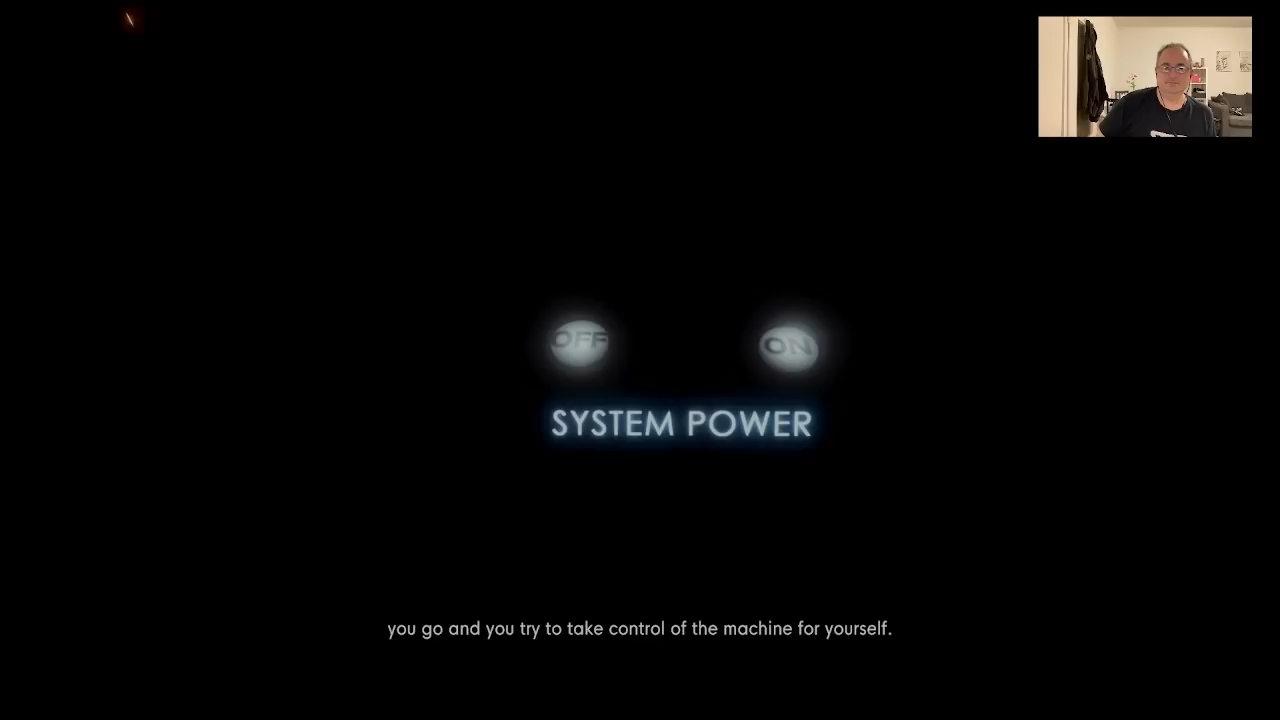 OFF ON
SYSTEM POWER
you go and you try to take control of the machine for yourself.